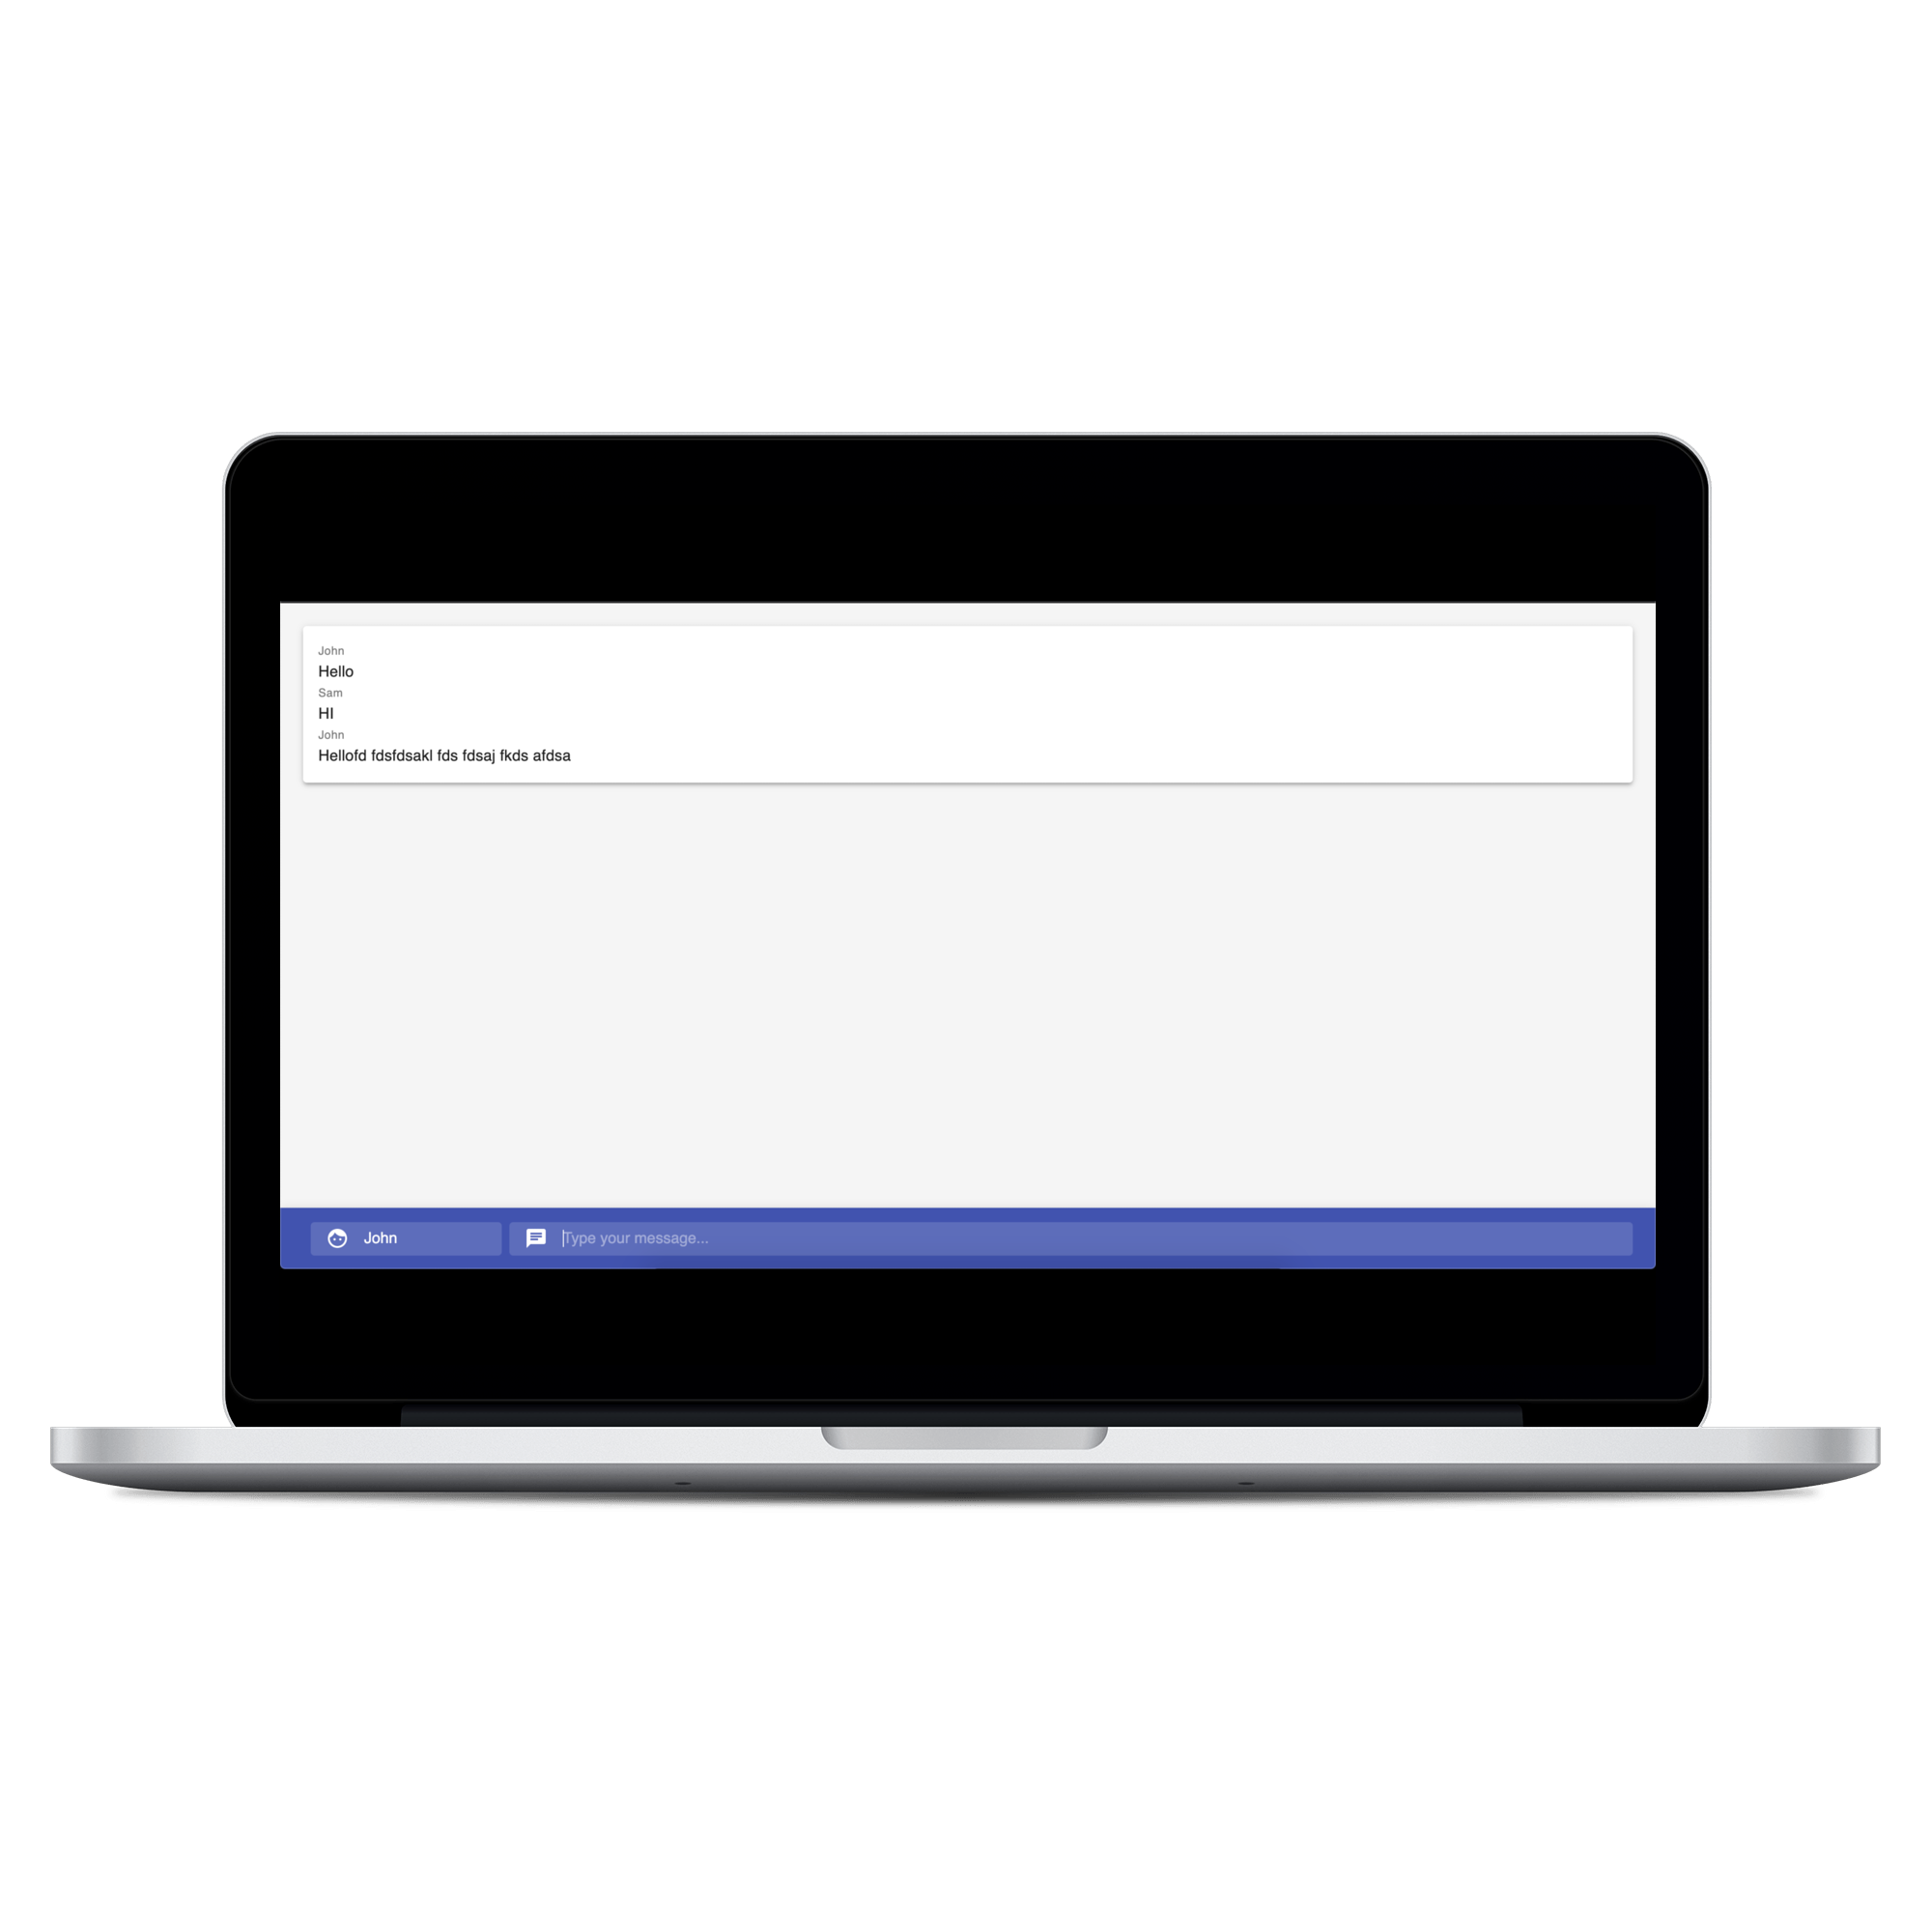 John
Hello
Sam
HI
John
Hellofd fdsfdsakl fds fdsaj fkds afdsa
John
Type your message...